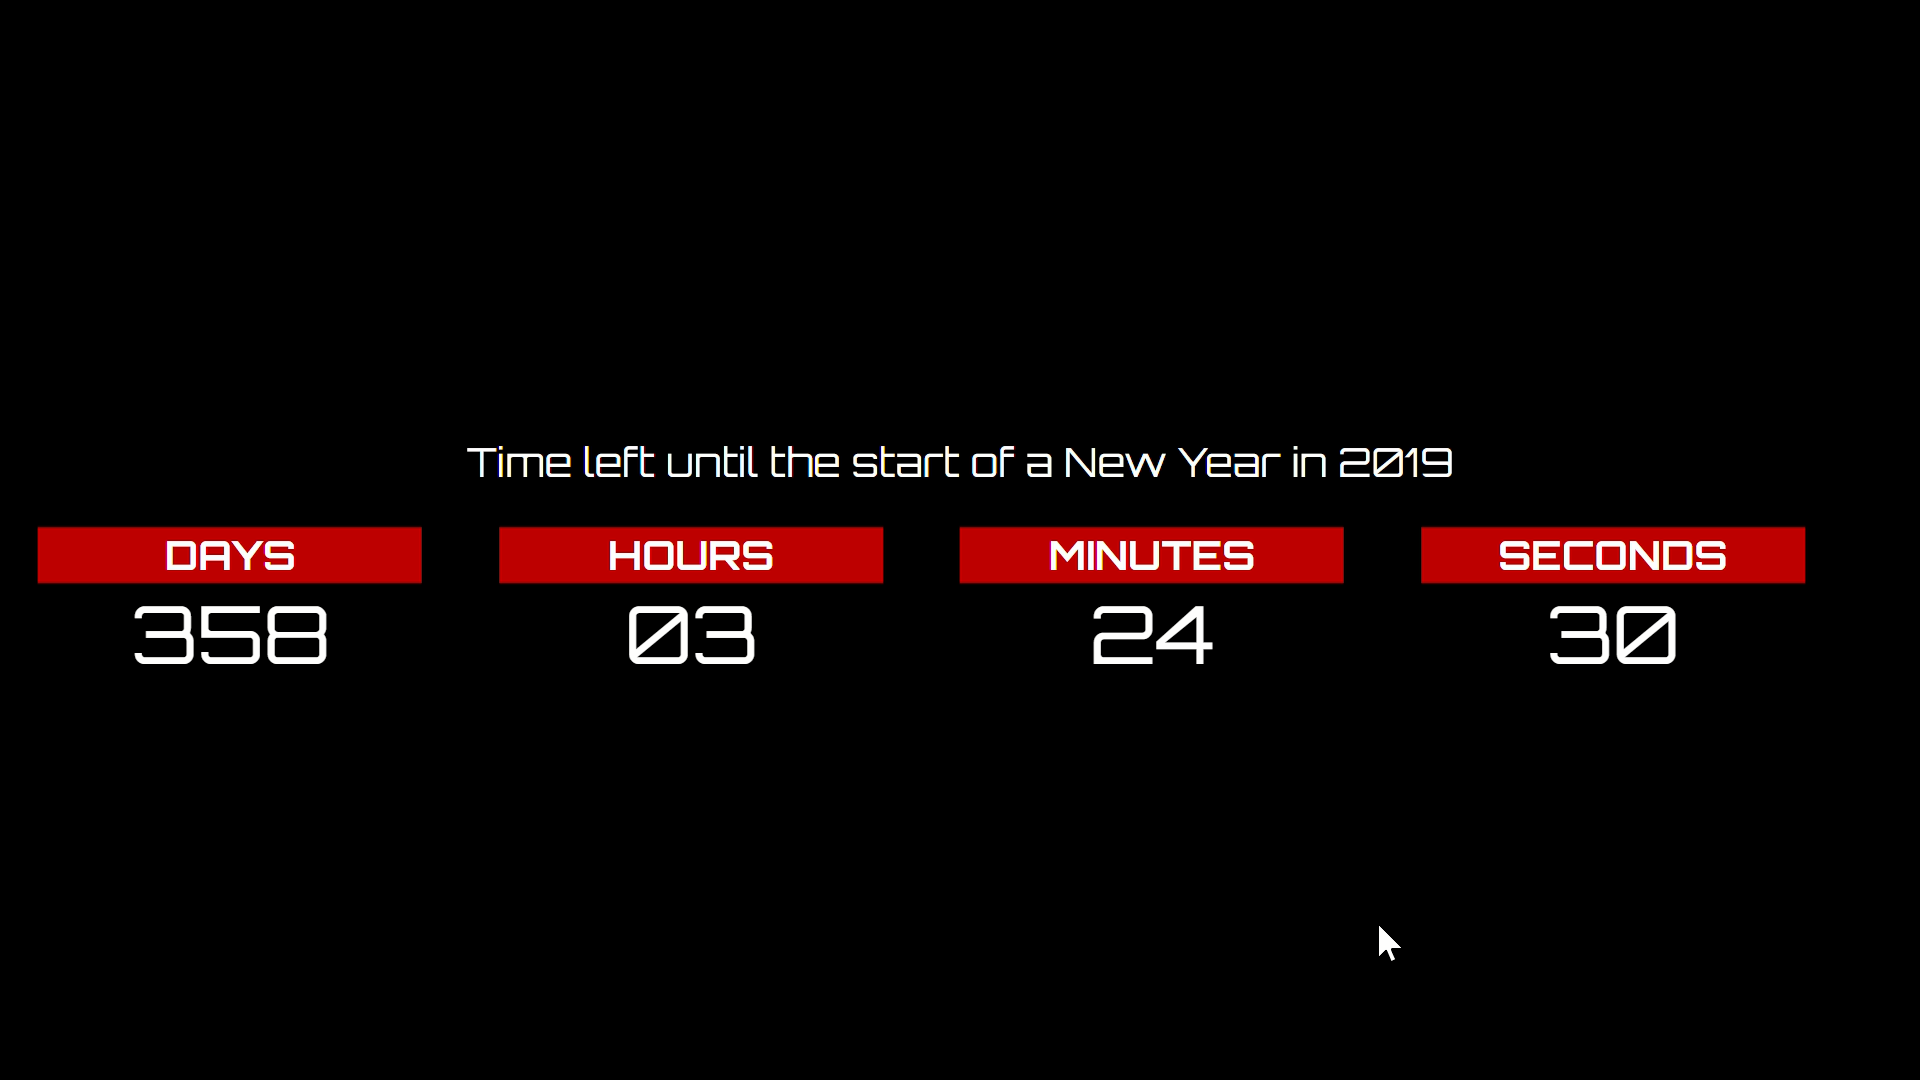 Time left until the start of a New Year in 2019
DAYS HOURS MINUTES SECONDS
358 03 24 30